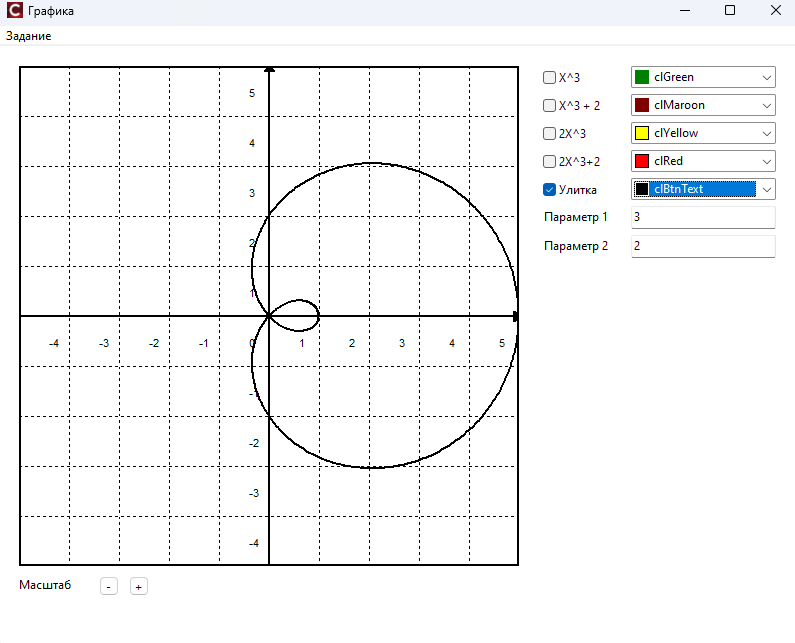 Графика
Задание
X^3 clGreen
X^3 + 2 clMaroon
2X^3 clYellow
2X^3+2 clRed
Улитка clBtnText
Параметр 1 3
Параметр 2 2
5
4
3
2
1
-4 -3 -2 -1 0 1 2 3 4 5
-1
-2
-3
-4
Масштаб - +